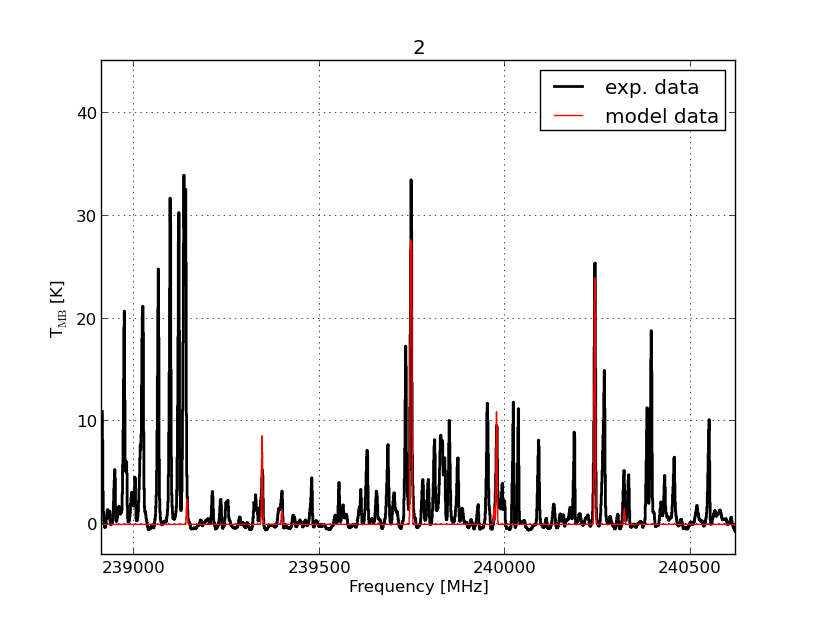 2
exp. data
model data
40
30
20
10
0
T_MB [K]
239000
239500
240000
240500
Frequency [MHz]